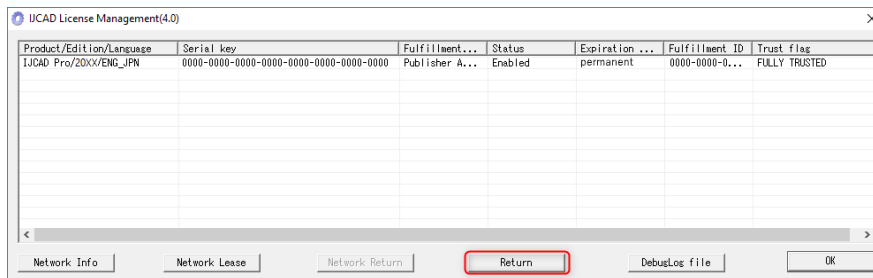 IJCAD License Management(4.0)
Product/Edition/Language Serial key Fulfillment... Status Expiration ... Fulfillment ID Trust flag
IJCAD Pro/20XX/ENG_JPN 0000-0000-0000-0000-0000-0000-0000 Publisher A... Enabled permanent 0000-0000-0... FULLY TRUSTED
Network Info Network Lease Network Return Return DebugLog file OK